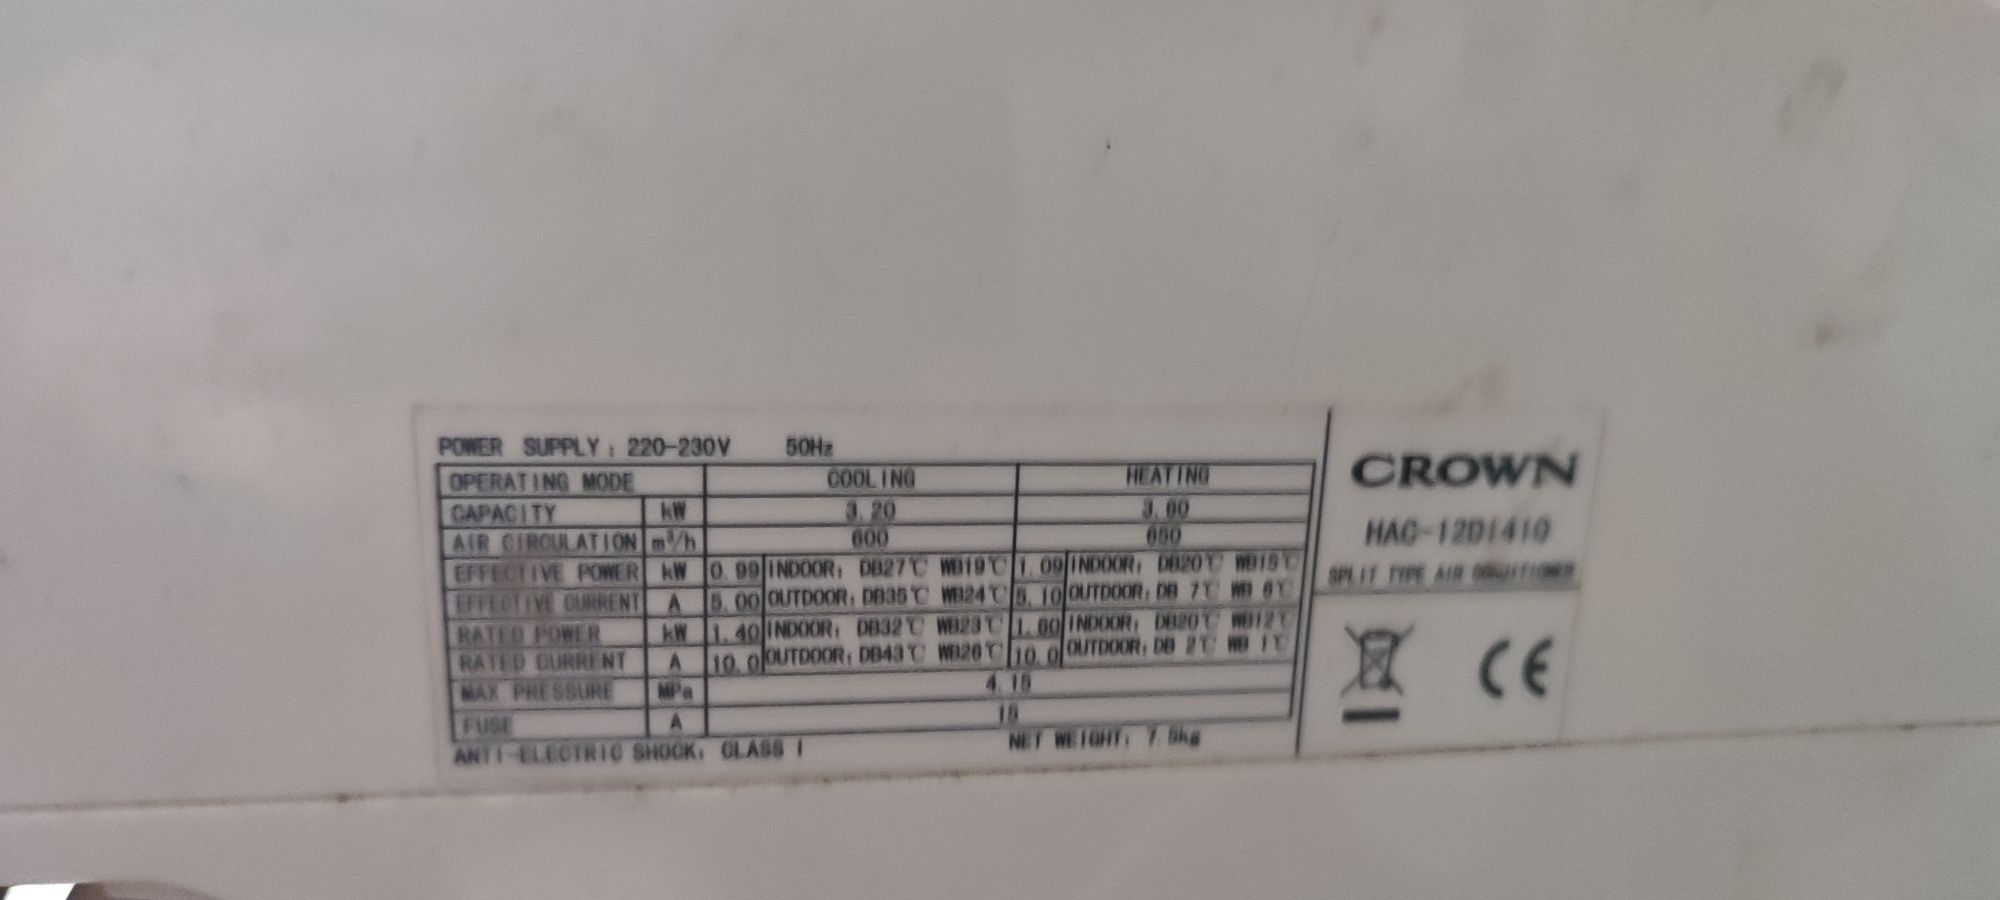 POWER SUPPLY: 220-230V 50Hz
OPERATING MODE COOLING HEATING
CAPACITY kW 3.20 3.60
AIR CIRCULATION m³/h 600 650
EFFECTIVE POWER kW 0.99 INDOOR: DB27℃ WB19℃ 1.09 INDOOR: DB20℃ WB15℃
EFFECTIVE CURRENT A 5.00 OUTDOOR: DB35℃ WB24℃ 5.10 OUTDOOR: DB 7℃ WB 6℃
RATED POWER kW 1.40 INDOOR: DB32℃ WB23℃ 1.60 INDOOR: DB20℃ WB12℃
RATED CURRENT A 10.0 OUTDOOR: DB43℃ WB26℃ 10.0 OUTDOOR: DB 2℃ WB 1℃
MAX PRESSURE MPa 4.15
FUSE A 15
ANTI-ELECTRIC SHOCK: CLASS I NET WEIGHT: 7.5kg
CROWN
HAC-12DI410
SPLIT TYPE AIR CONDITIONER
CE